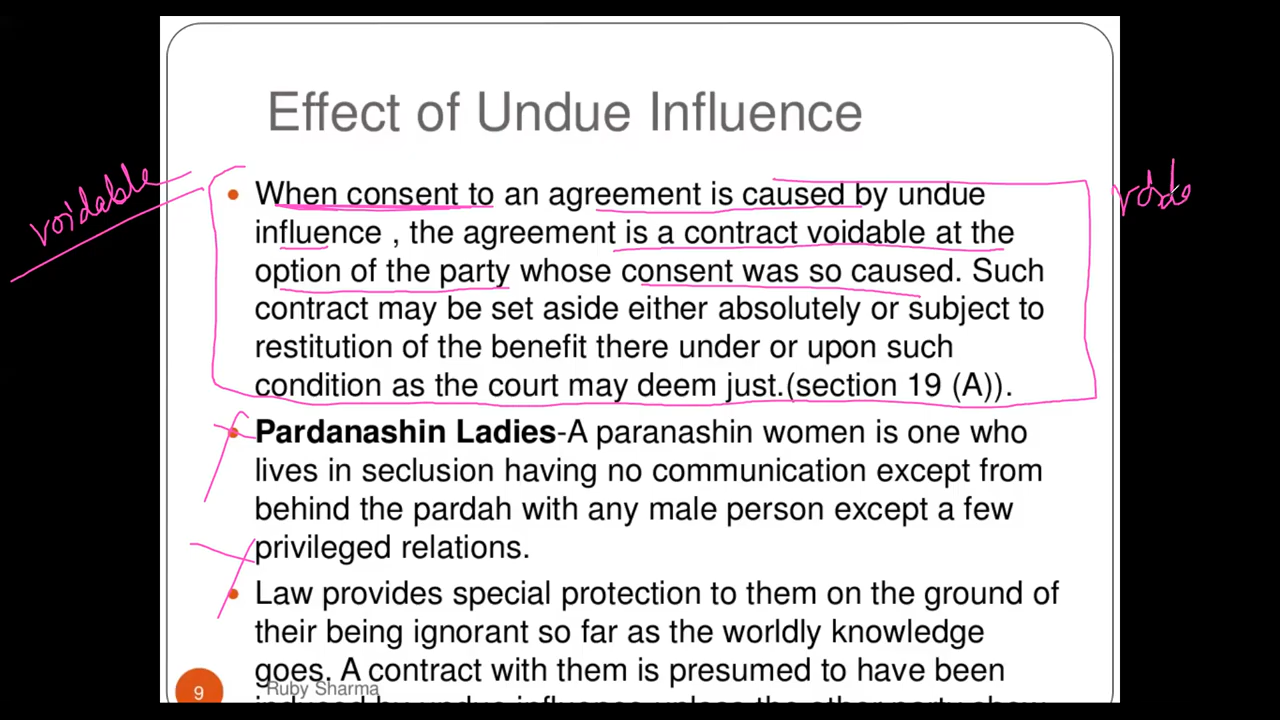 Effect of Undue Influence
voidable
• When consent to an agreement is caused by undue
influence , the agreement is a contract voidable at the
option of the party whose consent was so caused. Such
contract may be set aside either absolutely or subject to
restitution of the benefit there under or upon such
condition as the court may deem just.(section 19 (A)).
• Pardanashin Ladies-A paranashin women is one who
lives in seclusion having no communication except from
behind the pardah with any male person except a few
privileged relations.
• Law provides special protection to them on the ground of
their being ignorant so far as the worldly knowledge
goes. A contract with them is presumed to have been
9
Ruby Sharma